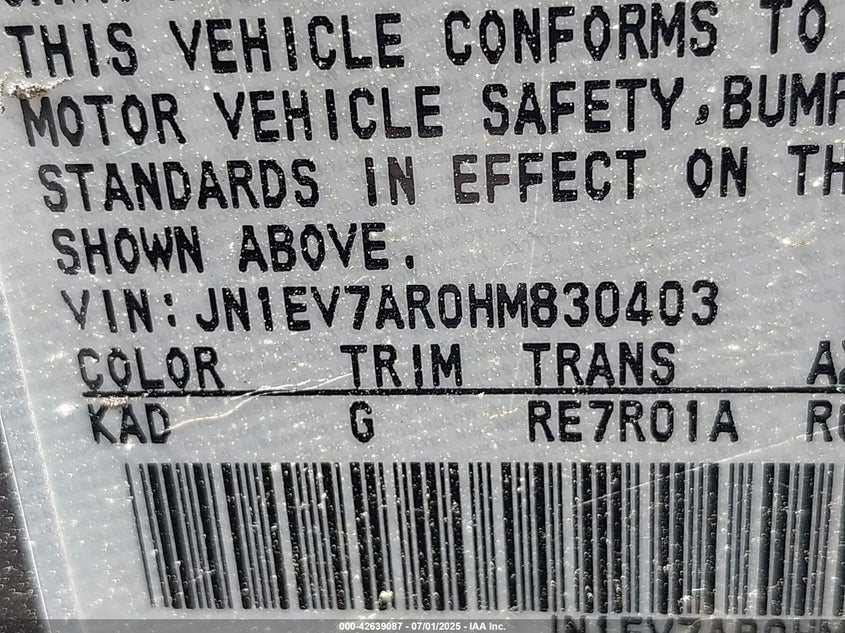 THIS VEHICLE CONFORMS TO
MOTOR VEHICLE SAFETY, BUMP
STANDARDS IN EFFECT ON TH
SHOWN ABOVE.
VIN: JN1EV7AR0HM830403
COLOR TRIM TRANS
KAD G RE7R01A
000-42639087 - 07/01/2025 - IAA Inc.